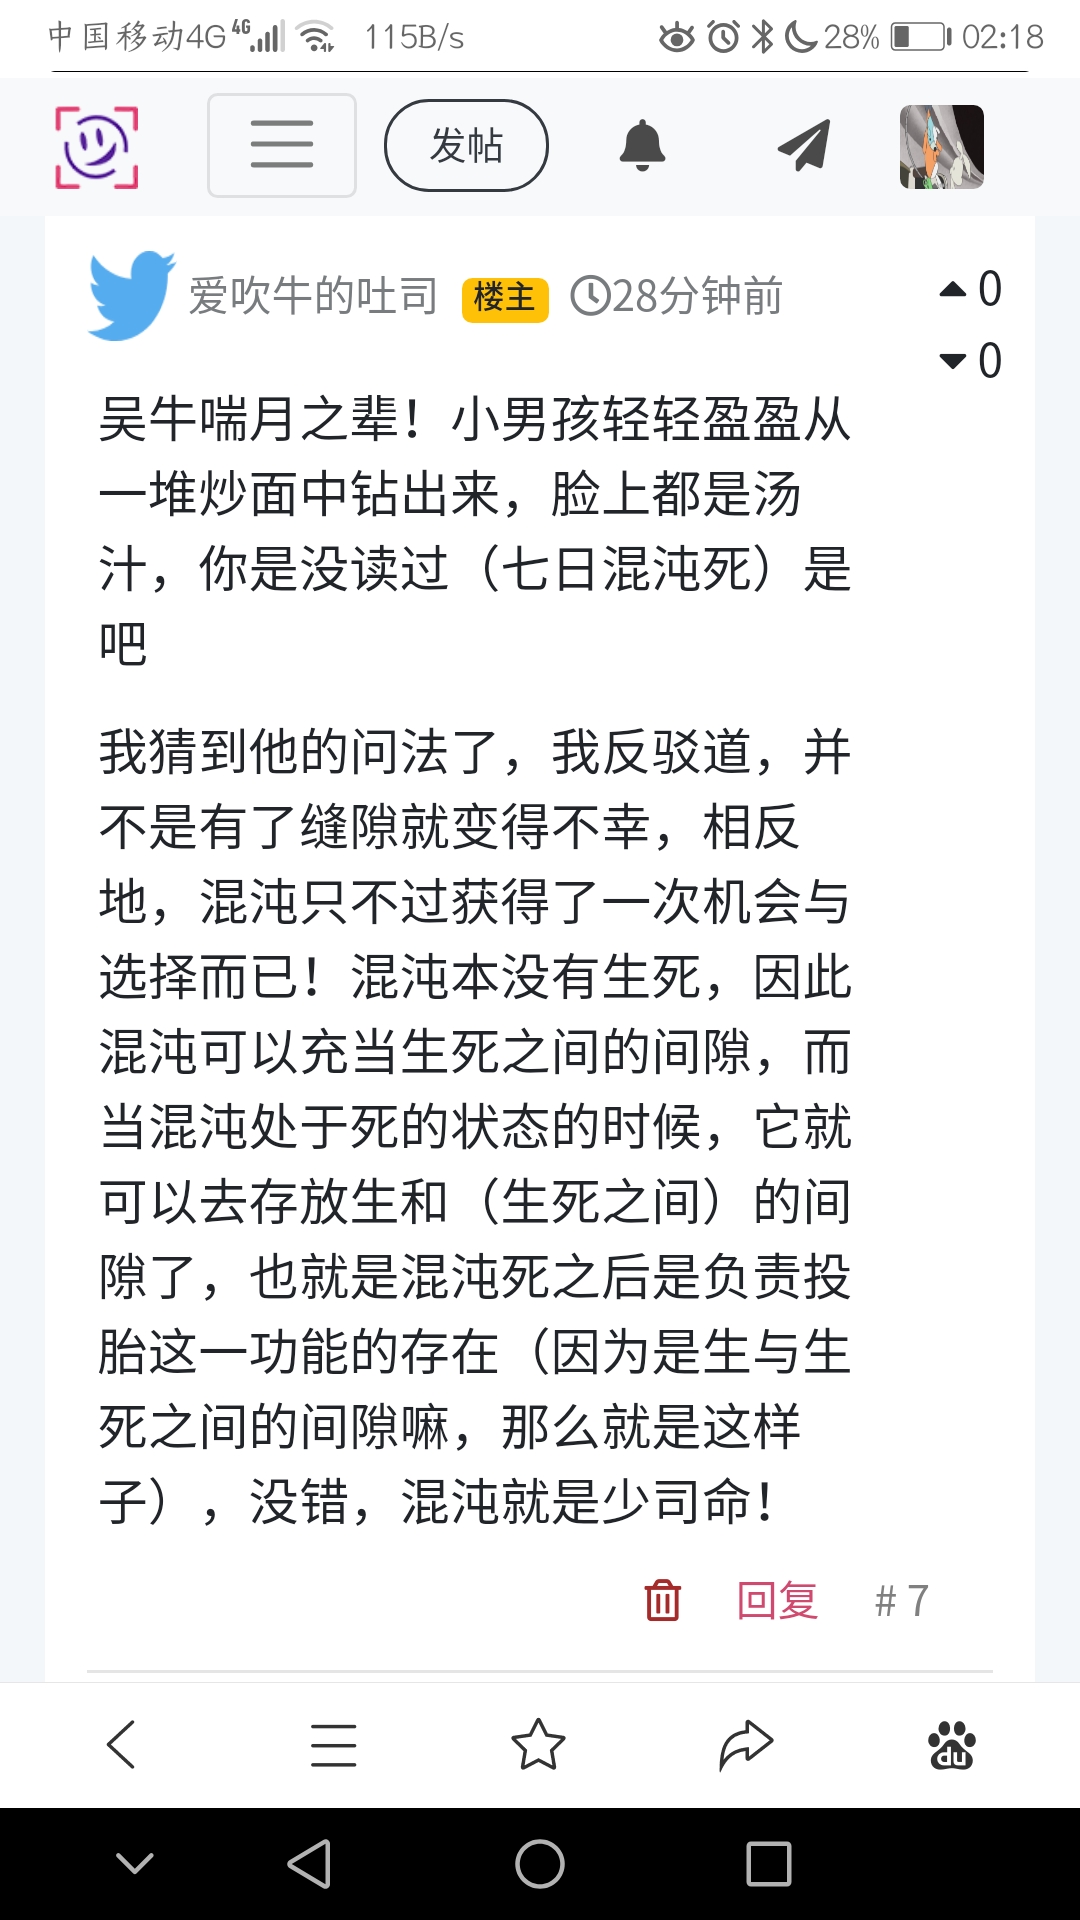 中国移动4G 4G 115B/s 28% 02:18
发帖
爱吹牛的吐司 楼主 28分钟前 0
0
吴牛喘月之辈！小男孩轻轻盈盈从
一堆炒面中钻出来，脸上都是汤
汁，你是没读过（七日混沌死）是
吧
我猜到他的问法了，我反驳道，并
不是有了缝隙就变得不幸，相反
地，混沌只不过获得了一次机会与
选择而已！混沌本没有生死，因此
混沌可以充当生死之间的间隙，而
当混沌处于死的状态的时候，它就
可以去存放生和（生死之间）的间
隙了，也就是混沌死之后是负责投
胎这一功能的存在（因为是生与生
死之间的间隙嘛，那么就是这样
子），没错，混沌就是少司命！
回复 # 7
du